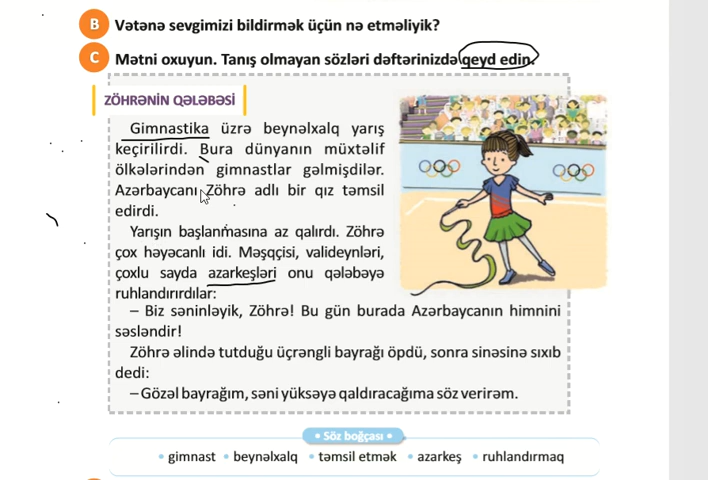 B Vətənə sevgimizi bildirmək üçün nə etməliyik?
C Mətni oxuyun. Tanış olmayan sözləri dəftərinizdə qeyd edin.
ZÖHRƏNİN QƏLƏBƏSİ
Gimnastika üzrə beynəlxalq yarış
keçirilirdi. Bura dünyanın müxtəlif
ölkələrindən gimnastlar gəlmişdilər.
Azərbaycanı Zöhrə adlı bir qız təmsil
edirdi.
Yarışın başlanmasına az qalırdı. Zöhrə
çox həyəcanlı idi. Məşqçisi, valideynləri,
çoxlu sayda azarkeşləri onu qələbəyə
ruhlandırırdılar:
– Biz səninləyik, Zöhrə! Bu gün burada Azərbaycanın himnini
səsləndir!
Zöhrə əlində tutduğu üçrəngli bayrağı öpdü, sonra sinəsinə sıxıb
dedi:
– Gözəl bayrağım, səni yüksəyə qaldıracağıma söz verirəm.
• Söz boğçası •
• gimnast • beynəlxalq • təmsil etmək • azarkeş • ruhlandırmaq